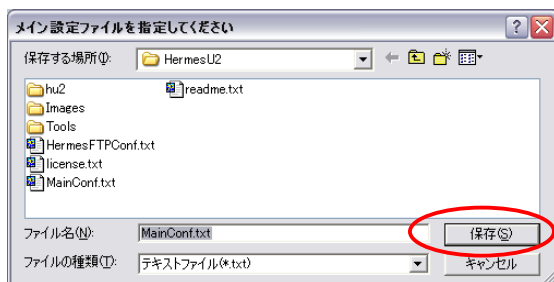 メイン設定ファイルを指定してください
保存する場所(I): HermesU2
hu2 readme.txt
Images
Tools
HermesFTPConf.txt
license.txt
MainConf.txt
ファイル名(N): MainConf.txt 保存(S)
ファイルの種類(T): テキストファイル(*.txt) キャンセル